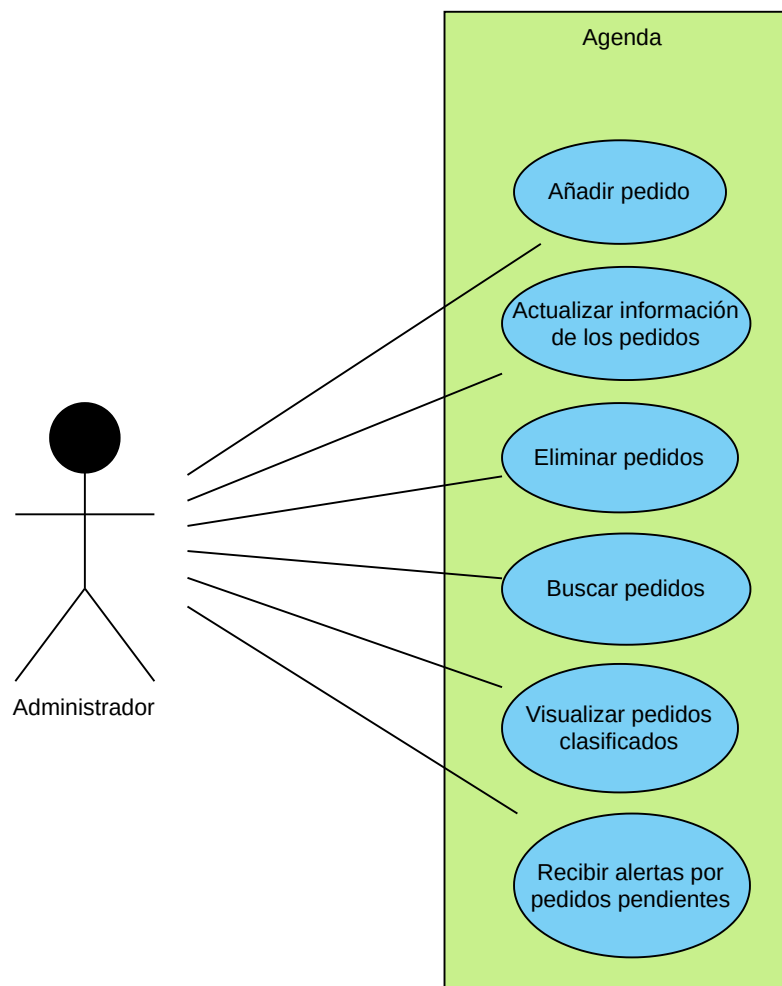 Agenda
Añadir pedido
Actualizar información
de los pedidos
Eliminar pedidos
Buscar pedidos
Administrador
Visualizar pedidos
clasificados
Recibir alertas por
pedidos pendientes